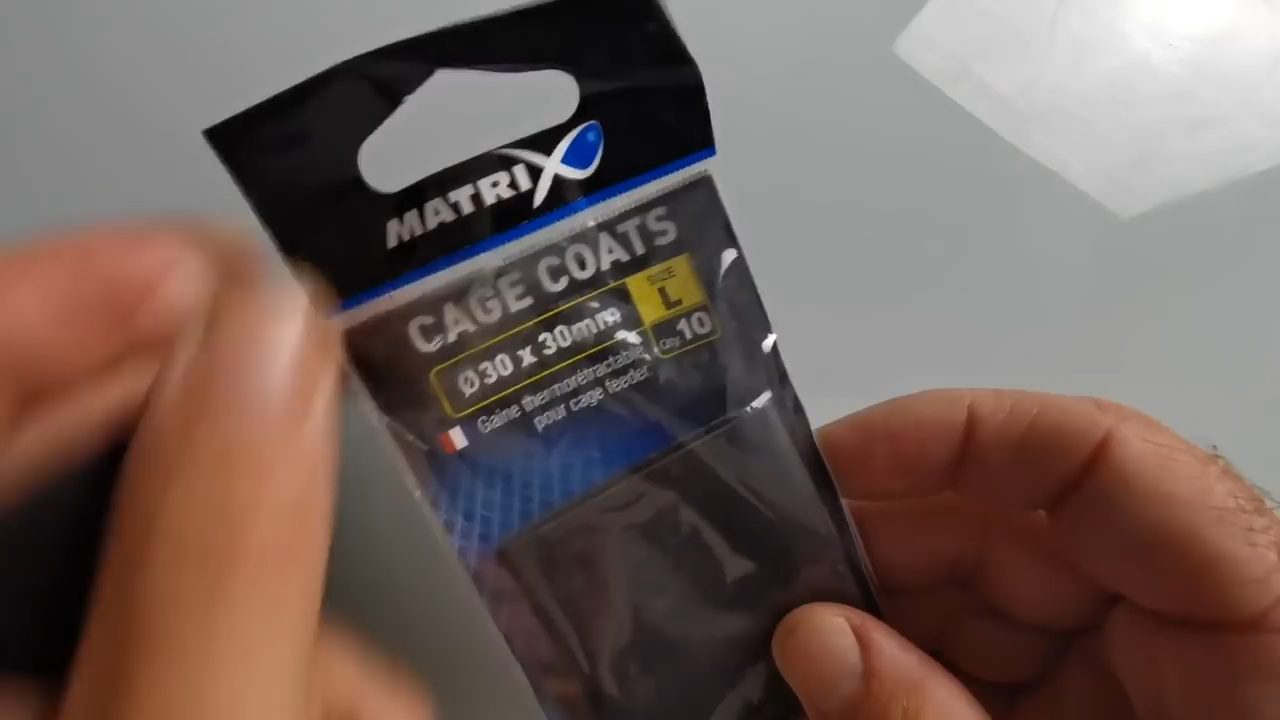 MATRIX
CAGE COATS
Ø30 x 30mm
SIZE
L
Qty. 10
Gaine thermorétractable
pour cage feeder.